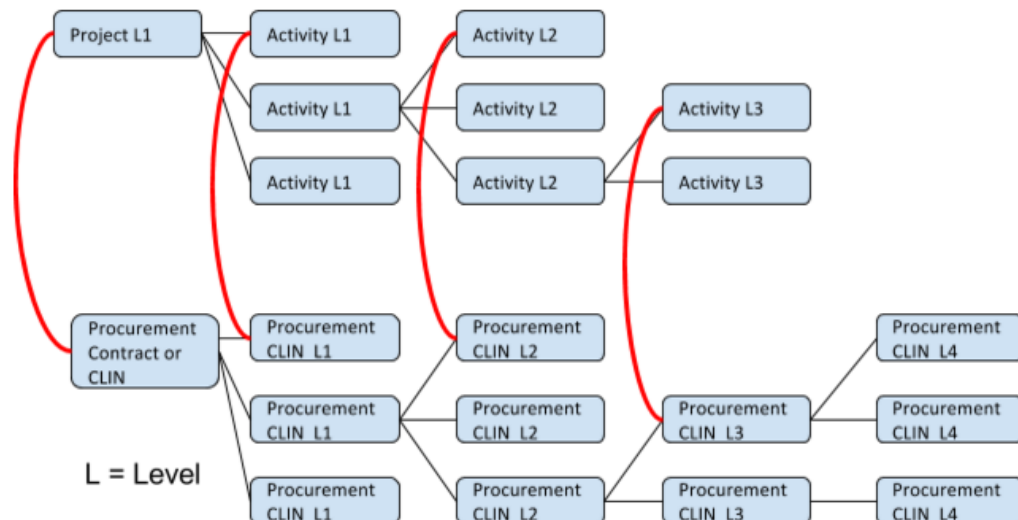 Project L1
Activity L1
Activity L2
Activity L1
Activity L2
Activity L3
Activity L1
Activity L2
Activity L3
Procurement
Contract or
CLIN
Procurement
CLIN L1
Procurement
CLIN L2
Procurement
CLIN L4
Procurement
CLIN L1
Procurement
CLIN L2
Procurement
CLIN L3
Procurement
CLIN L4
L = Level
Procurement
CLIN L1
Procurement
CLIN L2
Procurement
CLIN L3
Procurement
CLIN L4